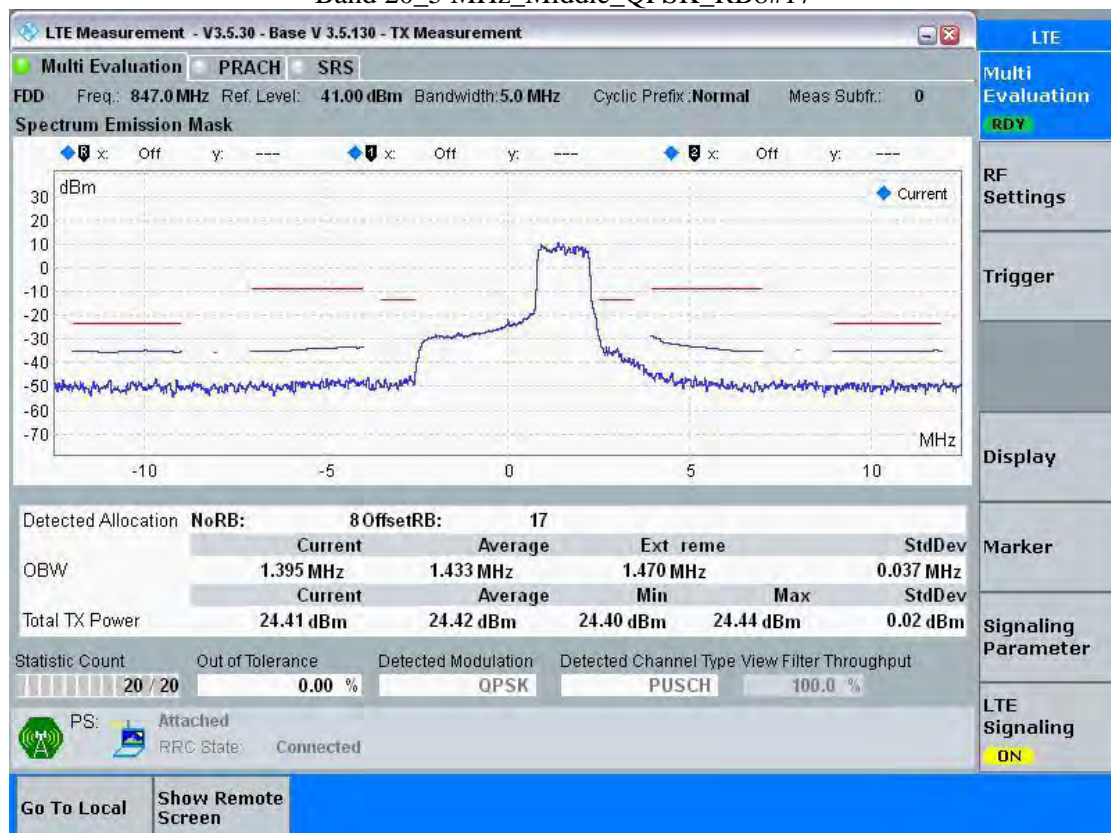 Band 20_5 MHz_Middle_QPSK_RB8#17
LTE Measurement - V3.5.30 - Base V 3.5.130 - TX Measurement
LTE
Multi Evaluation PRACH SRS
Multi Evaluation
RDY
FDD Freq.: 847.0 MHz Ref. Level: 41.00 dBm Bandwidth: 5.0 MHz Cyclic Prefix : Normal Meas Subfr.: 0
Spectrum Emission Mask
R x: Off y: --- 1 x: Off y: --- 2 x: Off y: ---
dBm
Current
30
20
10
0
-10
-20
-30
-40
-50
-60
-70
MHz
-10 -5 0 5 10
RF Settings
Trigger
Display
Marker
Signaling Parameter
LTE Signaling
ON
Detected Allocation NoRB: 8 OffsetRB: 17
Current Average Ext reme StdDev
OBW 1.395 MHz 1.433 MHz 1.470 MHz 0.037 MHz
Current Average Min Max StdDev
Total TX Power 24.41 dBm 24.42 dBm 24.40 dBm 24.44 dBm 0.02 dBm
Statistic Count Out of Tolerance Detected Modulation Detected Channel Type View Filter Throughput
20 / 20 0.00 % QPSK PUSCH 100.0 %
PS: Attached
RRC State: Connected
Go To Local
Show Remote Screen